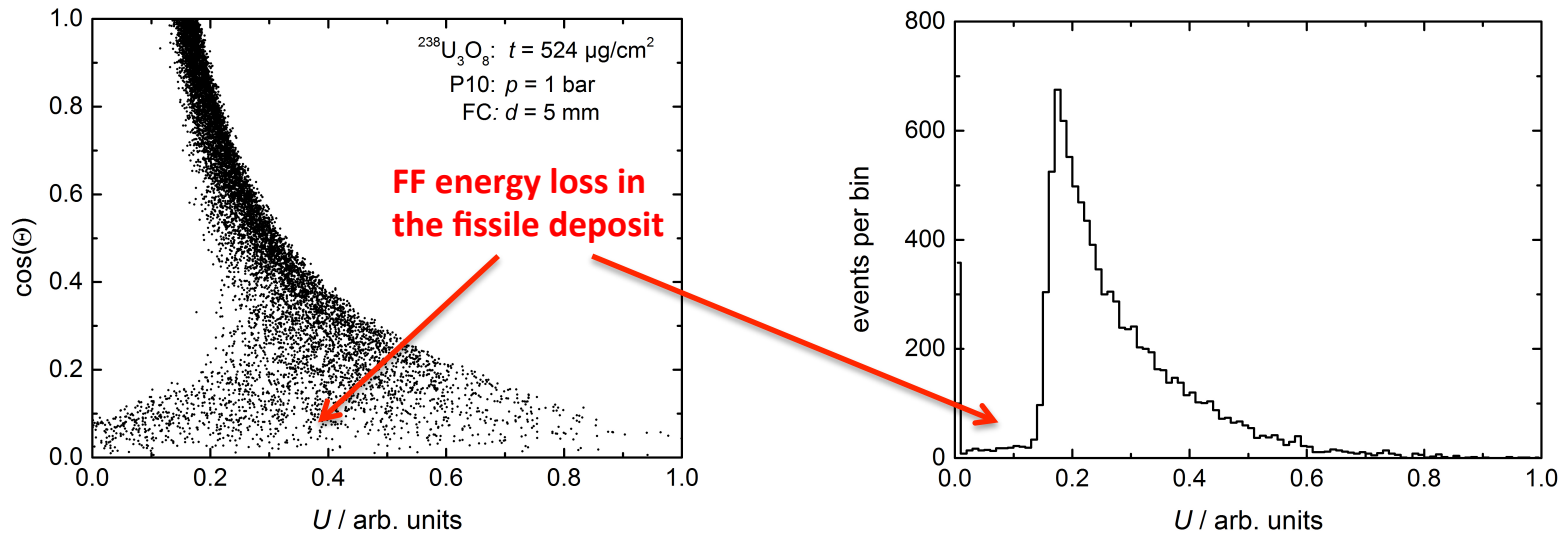 1.0
0.8
0.6
0.4
0.2
0.0
cos(Θ)
²³⁸U₃O₈: t = 524 µg/cm²
P10: p = 1 bar
FC: d = 5 mm
FF energy loss in
the fissile deposit
0.0 0.2 0.4 0.6 0.8 1.0
U / arb. units
800
600
400
200
0
events per bin
0.0 0.2 0.4 0.6 0.8 1.0
U / arb. units